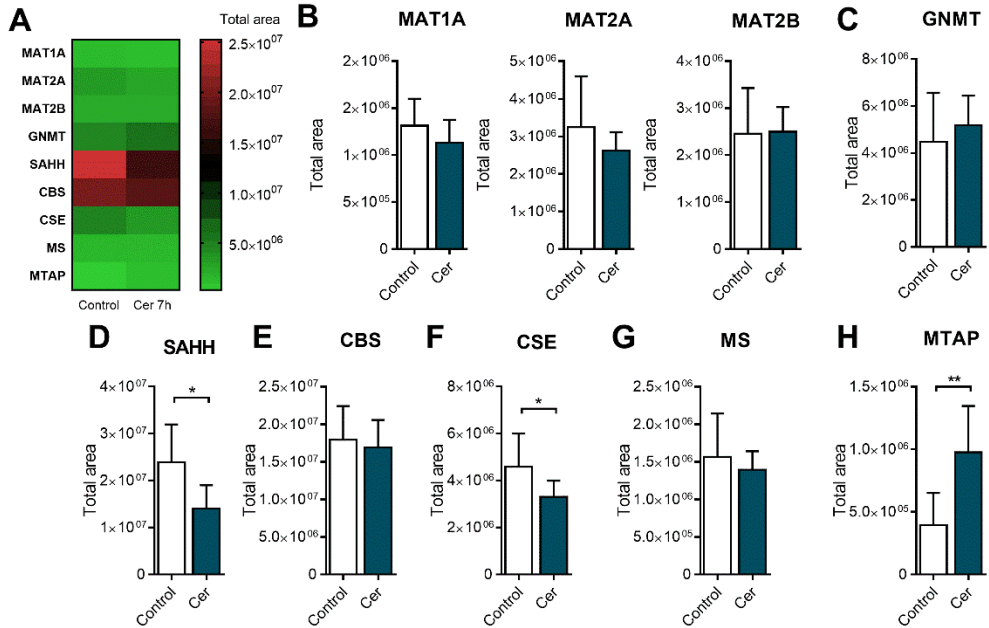 A
Total area
MAT1A
MAT2A
MAT2B
GNMT
SAHH
CBS
CSE
MS
MTAP
Control
Cer 7h
2.5×10⁰⁷
2.0×10⁰⁷
1.5×10⁰⁷
1.0×10⁰⁷
5.0×10⁰⁶
B
MAT1A
Total area
2×10⁰⁶
2×10⁰⁶
1×10⁰⁶
5×10⁰⁵
0
Control
Cer
MAT2A
Total area
5×10⁰⁶
4×10⁰⁶
3×10⁰⁶
2×10⁰⁶
1×10⁰⁶
0
Control
Cer
MAT2B
Total area
4×10⁰⁶
3×10⁰⁶
2×10⁰⁶
1×10⁰⁶
0
Control
Cer
C
GNMT
Total area
8×10⁰⁶
6×10⁰⁶
4×10⁰⁶
2×10⁰⁶
0
Control
Cer
D
SAHH
Total area
4×10⁰⁷
3×10⁰⁷
2×10⁰⁷
1×10⁰⁷
0
*
Control
Cer
E
CBS
Total area
2.5×10⁰⁷
2.0×10⁰⁷
1.5×10⁰⁷
1.0×10⁰⁷
5.0×10⁰⁶
0
Control
Cer
F
CSE
Total area
8×10⁰⁶
6×10⁰⁶
4×10⁰⁶
2×10⁰⁶
0
*
Control
Cer
G
MS
Total area
2.5×10⁰⁶
2.0×10⁰⁶
1.5×10⁰⁶
1.0×10⁰⁶
5.0×10⁰⁵
0
Control
Cer
H
MTAP
Total area
1.5×10⁰⁶
1.0×10⁰⁶
5.0×10⁰⁵
0
**
Control
Cer